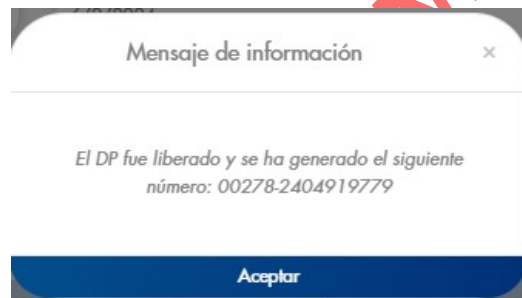 Mensaje de información ×
El DP fue liberado y se ha generado el siguiente
número: 00278-2404919779
Aceptar